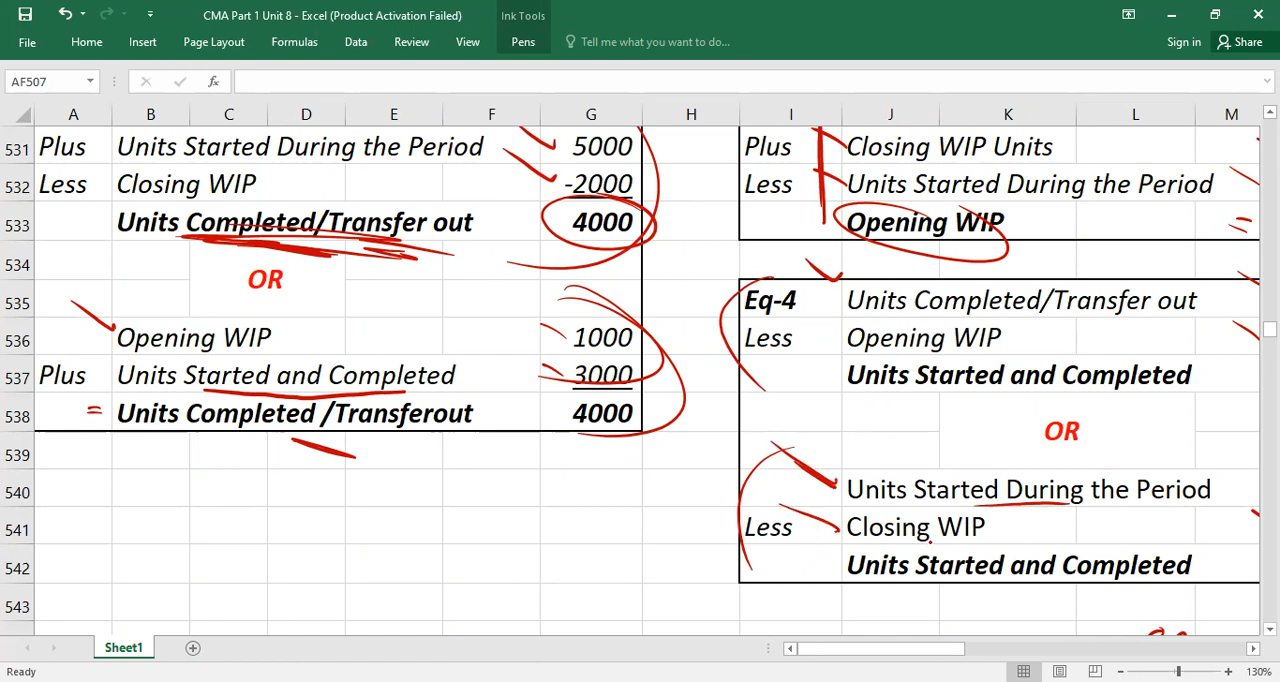 CMA Part 1 Unit 8 - Excel (Product Activation Failed)
Ink Tools
File Home Insert Page Layout Formulas Data Review View Pens Tell me what you want to do... Sign in Share
AF507 fx
A B C D E F G H I J K L M
531 Plus Units Started During the Period 5000 Plus Closing WIP Units
532 Less Closing WIP -2000 Less Units Started During the Period
533 Units Completed/Transfer out 4000 Opening WIP
534 OR
535 Eq-4 Units Completed/Transfer out
536 Opening WIP 1000 Less Opening WIP
537 Plus Units Started and Completed 3000 Units Started and Completed
538 = Units Completed /Transferout 4000 OR
539
540 Units Started During the Period
541 Less Closing WIP
542 Units Started and Completed
543
Sheet1
Ready 130%